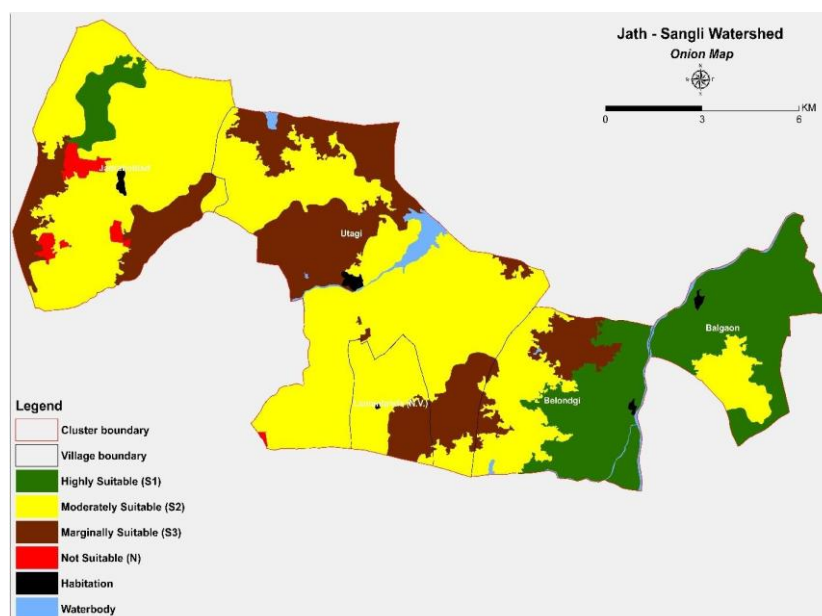 Jath - Sangli Watershed
Onion Map
N
KM
0 3 6
Utagi
Balgaon
Belondgi
(N.V.)
Legend
Cluster boundary
Village boundary
Highly Suitable (S1)
Moderately Suitable (S2)
Marginally Suitable (S3)
Not Suitable (N)
Habitation
Waterbody